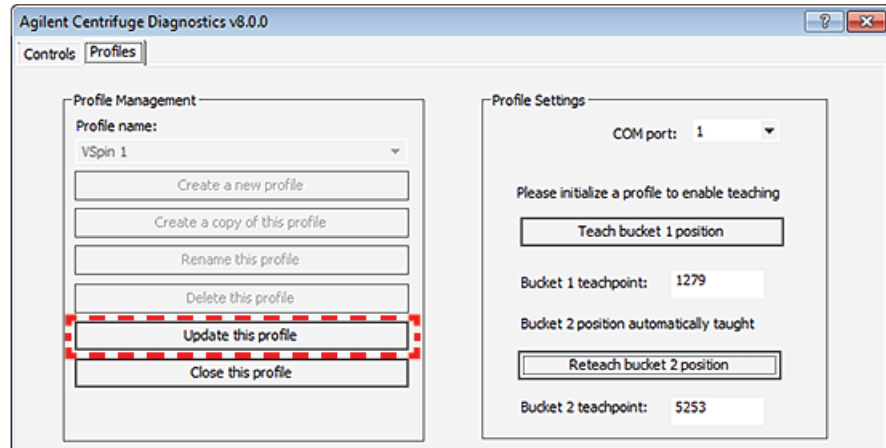 Agilent Centrifuge Diagnostics v8.0.0
Controls Profiles
Profile Management
Profile name:
VSpin 1
Create a new profile
Create a copy of this profile
Rename this profile
Delete this profile
Update this profile
Close this profile
Profile Settings
COM port: 1
Please initialize a profile to enable teaching
Teach bucket 1 position
Bucket 1 teachpoint: 1279
Bucket 2 position automatically taught
Reteach bucket 2 position
Bucket 2 teachpoint: 5253